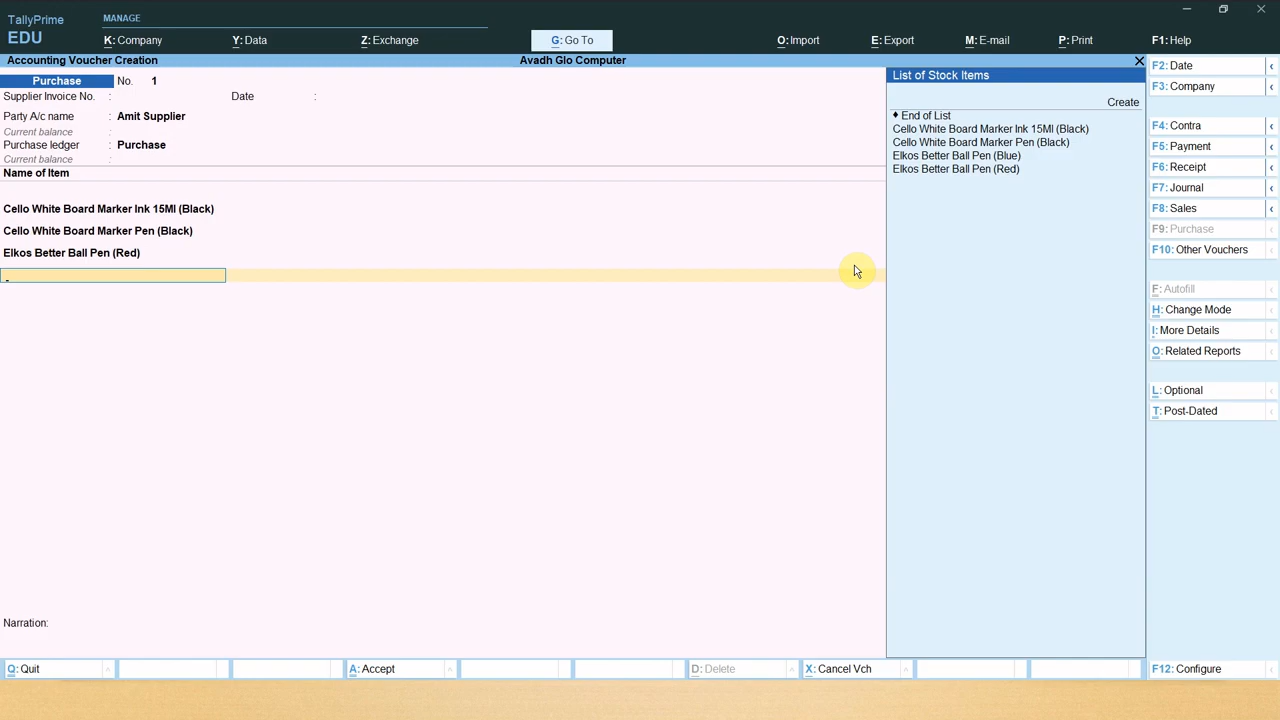 TallyPrime
EDU
MANAGE
K: Company
Y: Data
Z: Exchange
G: Go To
O: Import
E: Export
M: E-mail
P: Print
F1: Help
Accounting Voucher Creation
Avadh Glo Computer
Purchase No. 1
Supplier Invoice No. : Date :
Party A/c name : Amit Supplier
Current balance :
Purchase ledger : Purchase
Current balance :
Name of Item
Cello White Board Marker Ink 15Ml (Black)
Cello White Board Marker Pen (Black)
Elkos Better Ball Pen (Red)
Narration:
List of Stock Items
Create
♦ End of List
Cello White Board Marker Ink 15Ml (Black)
Cello White Board Marker Pen (Black)
Elkos Better Ball Pen (Blue)
Elkos Better Ball Pen (Red)
F2: Date
F3: Company
F4: Contra
F5: Payment
F6: Receipt
F7: Journal
F8: Sales
F9: Purchase
F10: Other Vouchers
F: Autofill
H: Change Mode
I: More Details
O: Related Reports
L: Optional
T: Post-Dated
Q: Quit
A: Accept
D: Delete
X: Cancel Vch
F12: Configure